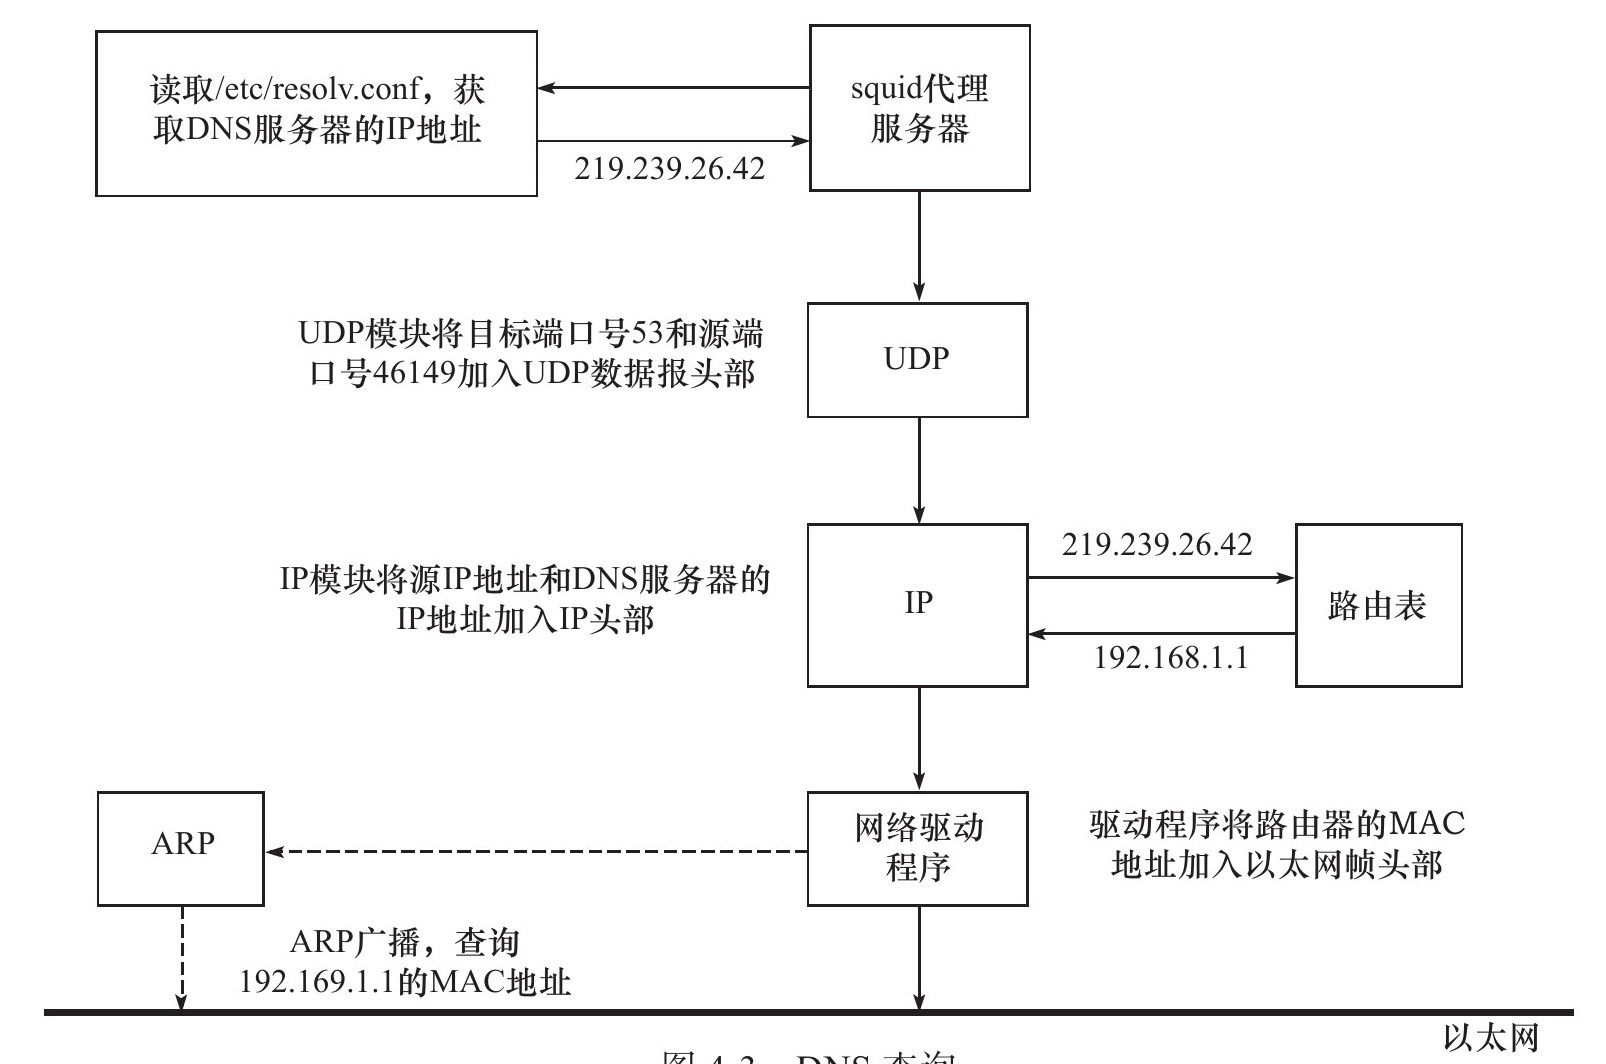 读取/etc/resolv.conf，获
取DNS服务器的IP地址
squid代理
服务器
219.239.26.42
UDP模块将目标端口号53和源端
口号46149加入UDP数据报头部
UDP
IP模块将源IP地址和DNS服务器的
IP地址加入IP头部
IP
219.239.26.42
192.168.1.1
路由表
ARP
网络驱动
程序
驱动程序将路由器的MAC
地址加入以太网帧头部
ARP广播，查询
192.169.1.1的MAC地址
以太网
图 4-3 DNS 查询